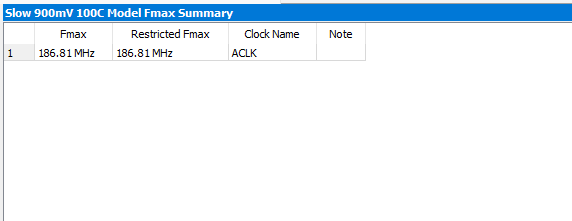 Slow 900mV 100C Model Fmax Summary
Fmax Restricted Fmax Clock Name Note
1 186.81 MHz 186.81 MHz ACLK